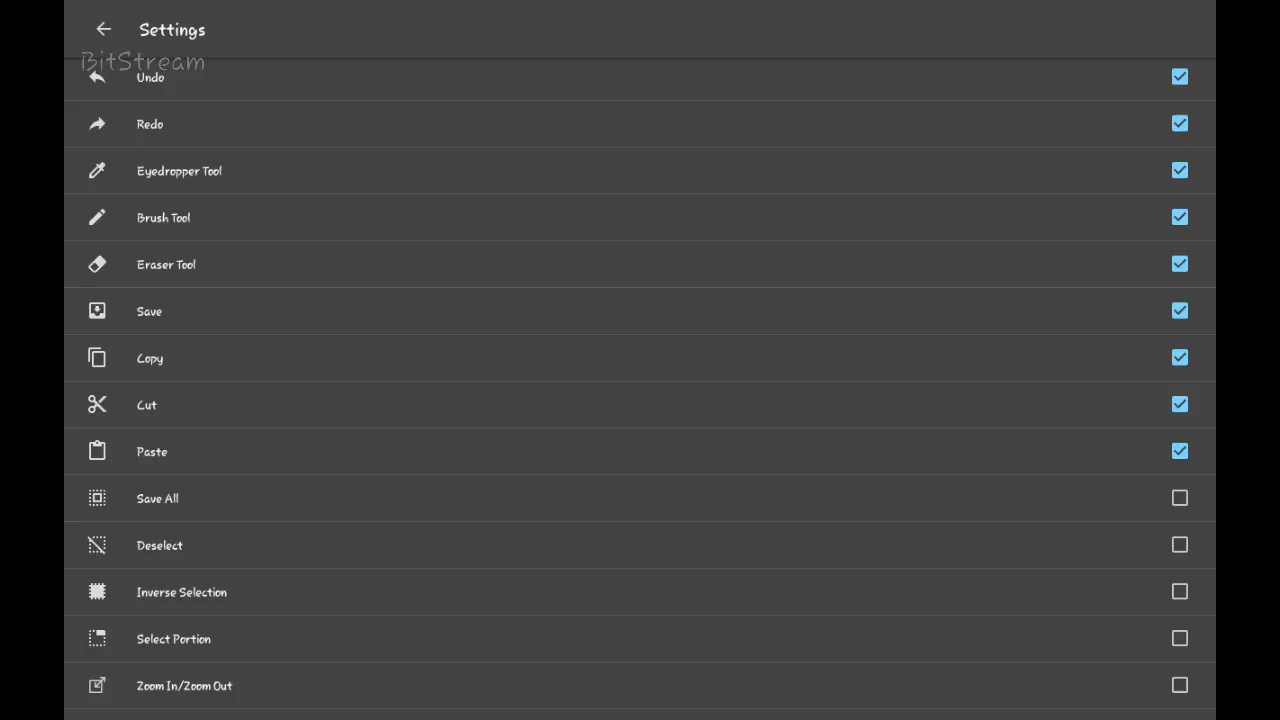 Settings
BitStream
Undo
Redo
Eyedropper Tool
Brush Tool
Eraser Tool
Save
Copy
Cut
Paste
Save All
Deselect
Inverse Selection
Select Portion
Zoom In/Zoom Out